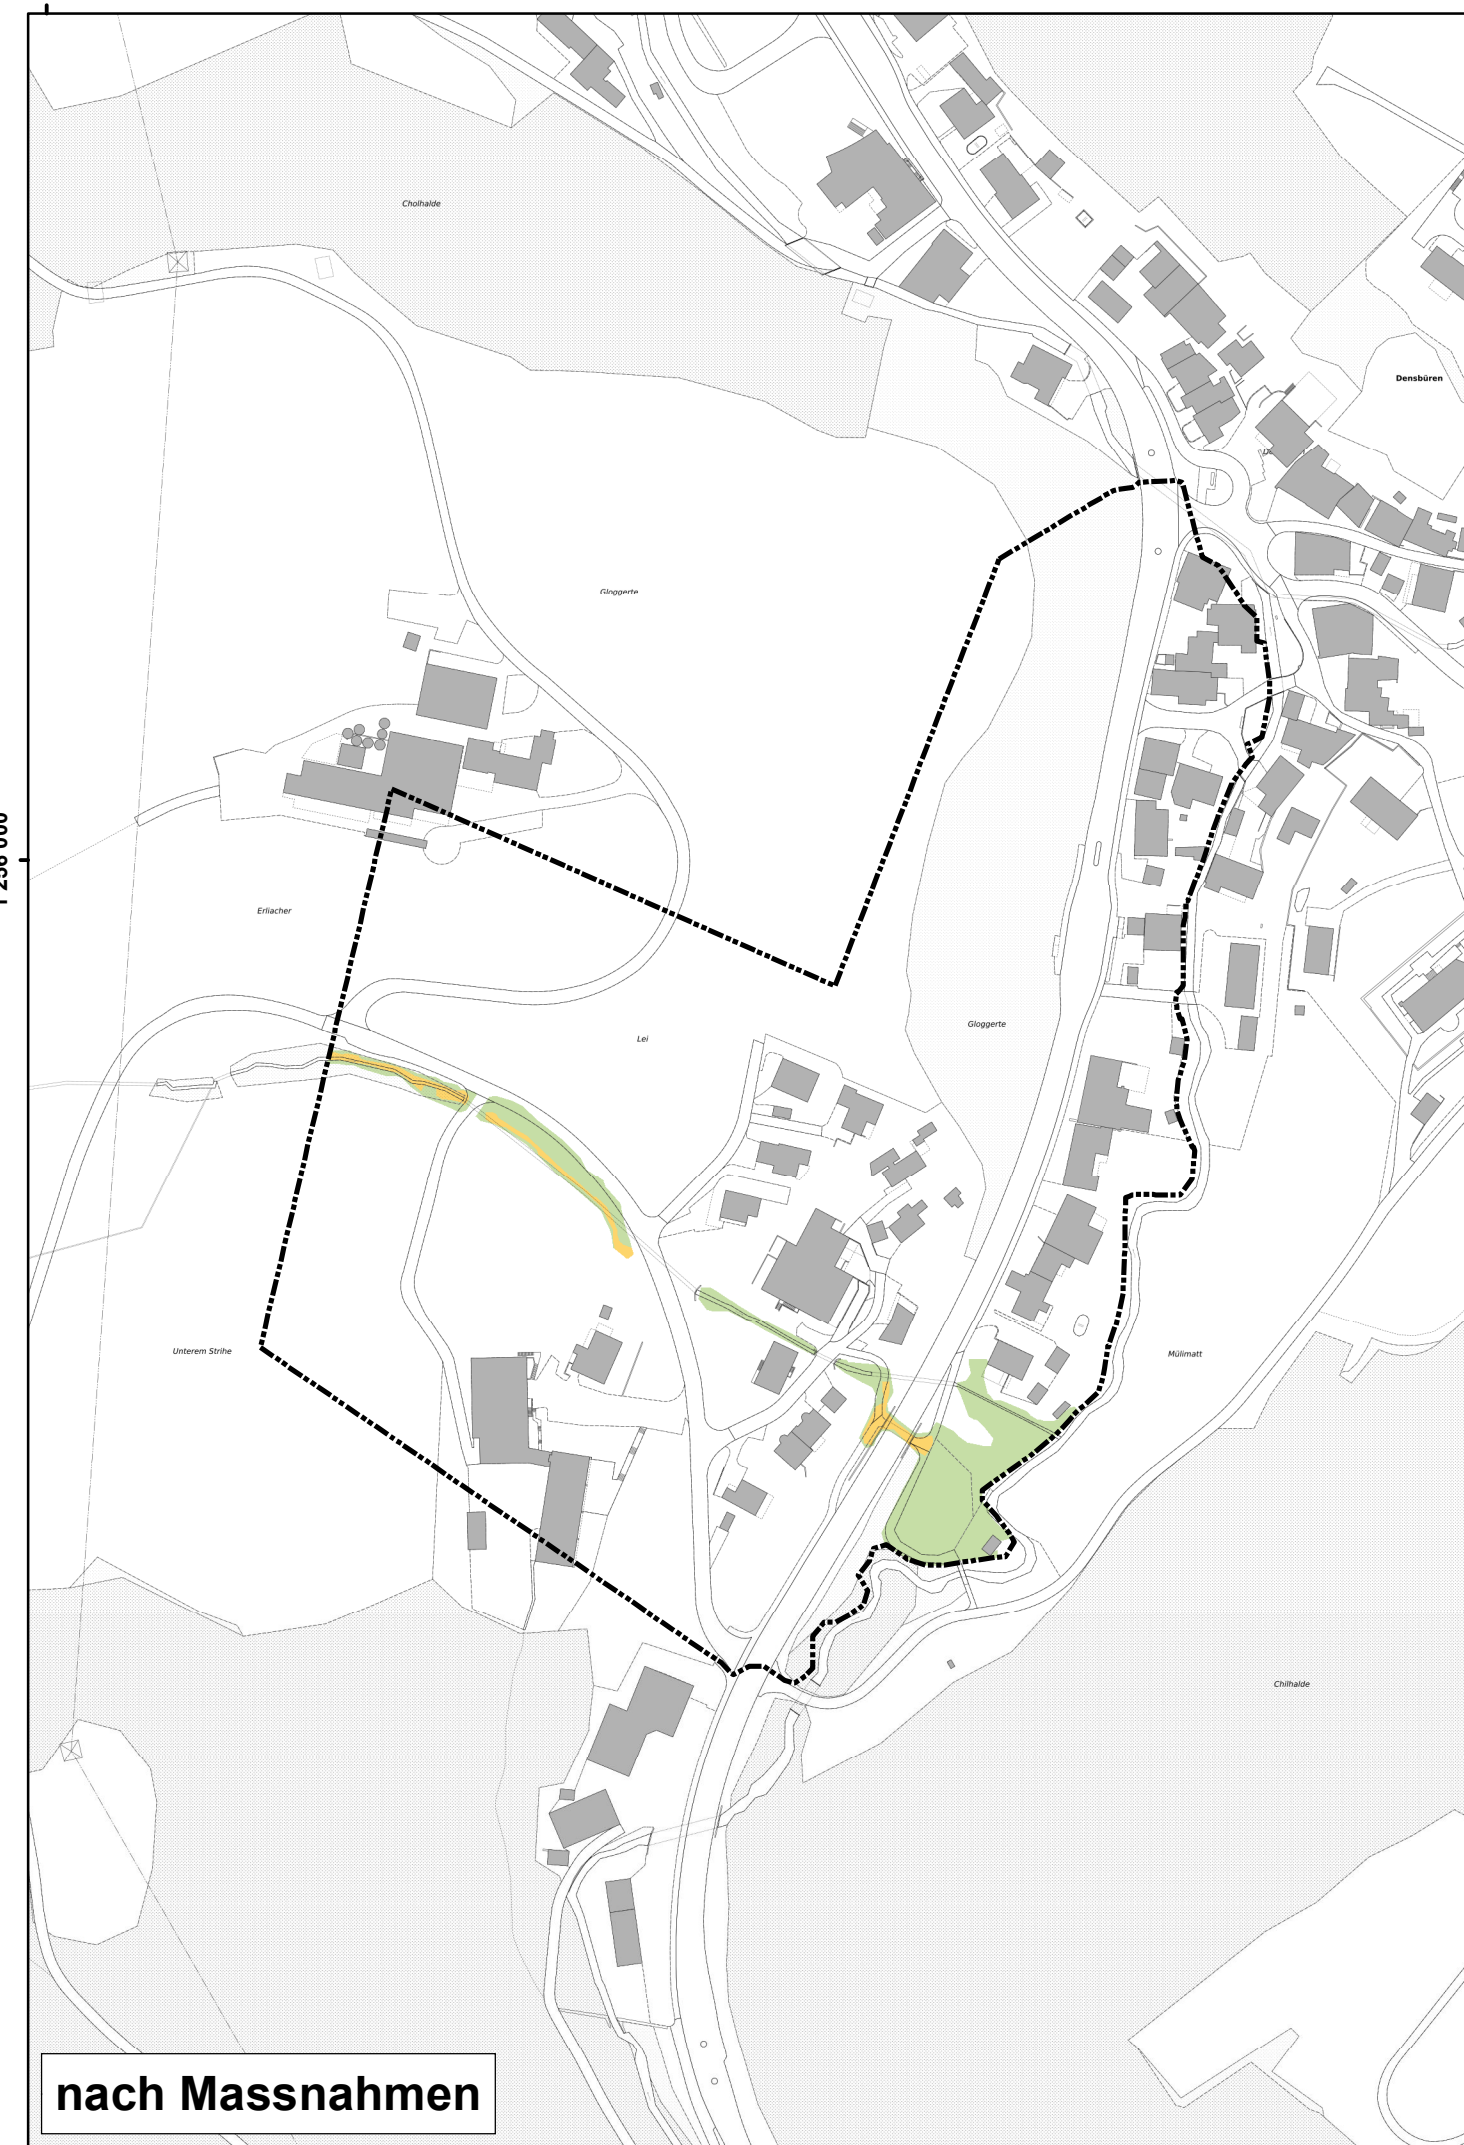 Cholhalde
Densbüren
Gloggerte
Erliacher
Lei
Gloggerte
Unterem Strihe
Mülimatt
Chilhalde
nach Massnahmen